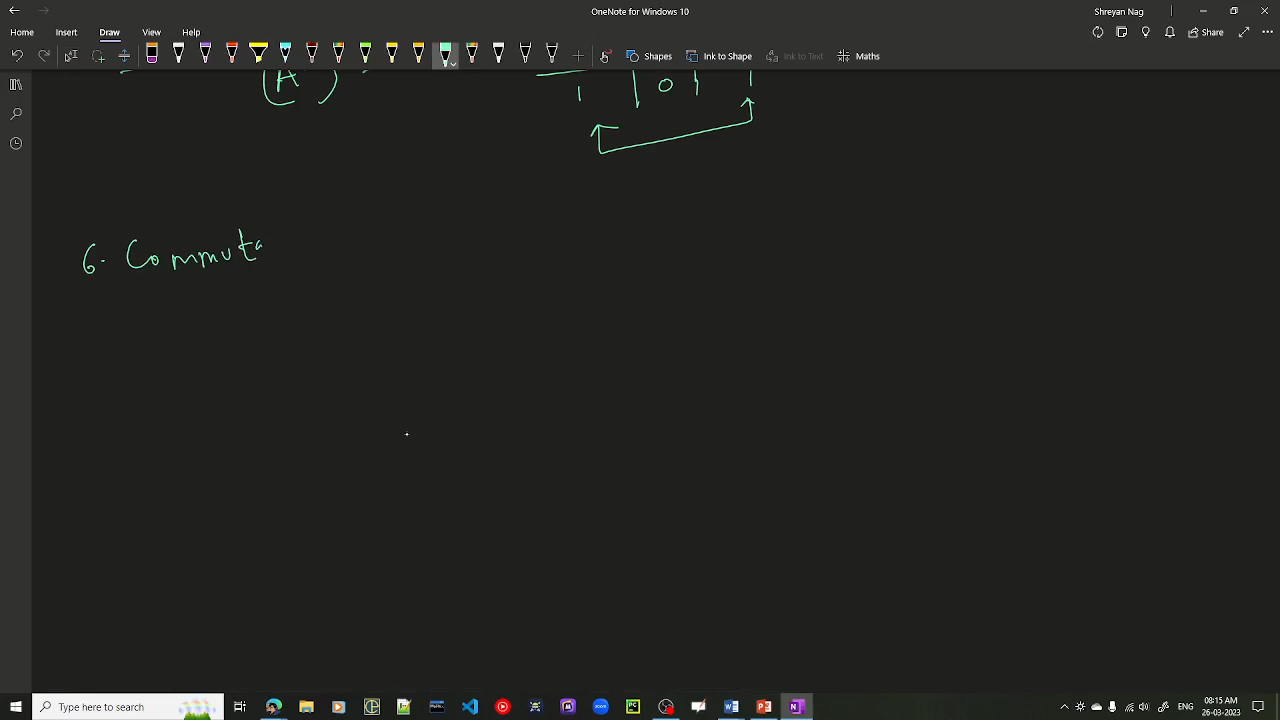 OneNote for Windows 10
Shreyan Nag
Home Insert Draw View Help
Share
Shapes Ink to Shape Ink to Text Maths
(A)
1 0 1
6. Commuta
Type here to search
ENG
08:15 AM
26-03-2023